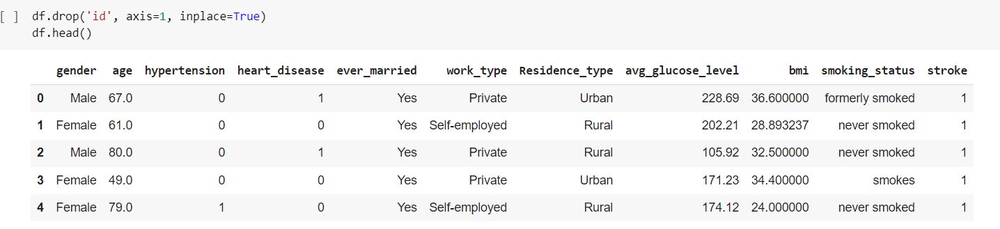 [ ] df.drop('id', axis=1, inplace=True)
df.head()
gender age hypertension heart_disease ever_married work_type Residence_type avg_glucose_level bmi smoking_status stroke
0 Male 67.0 0 1 Yes Private Urban 228.69 36.600000 formerly smoked 1
1 Female 61.0 0 0 Yes Self-employed Rural 202.21 28.893237 never smoked 1
2 Male 80.0 0 1 Yes Private Rural 105.92 32.500000 never smoked 1
3 Female 49.0 0 0 Yes Private Urban 171.23 34.400000 smokes 1
4 Female 79.0 1 0 Yes Self-employed Rural 174.12 24.000000 never smoked 1